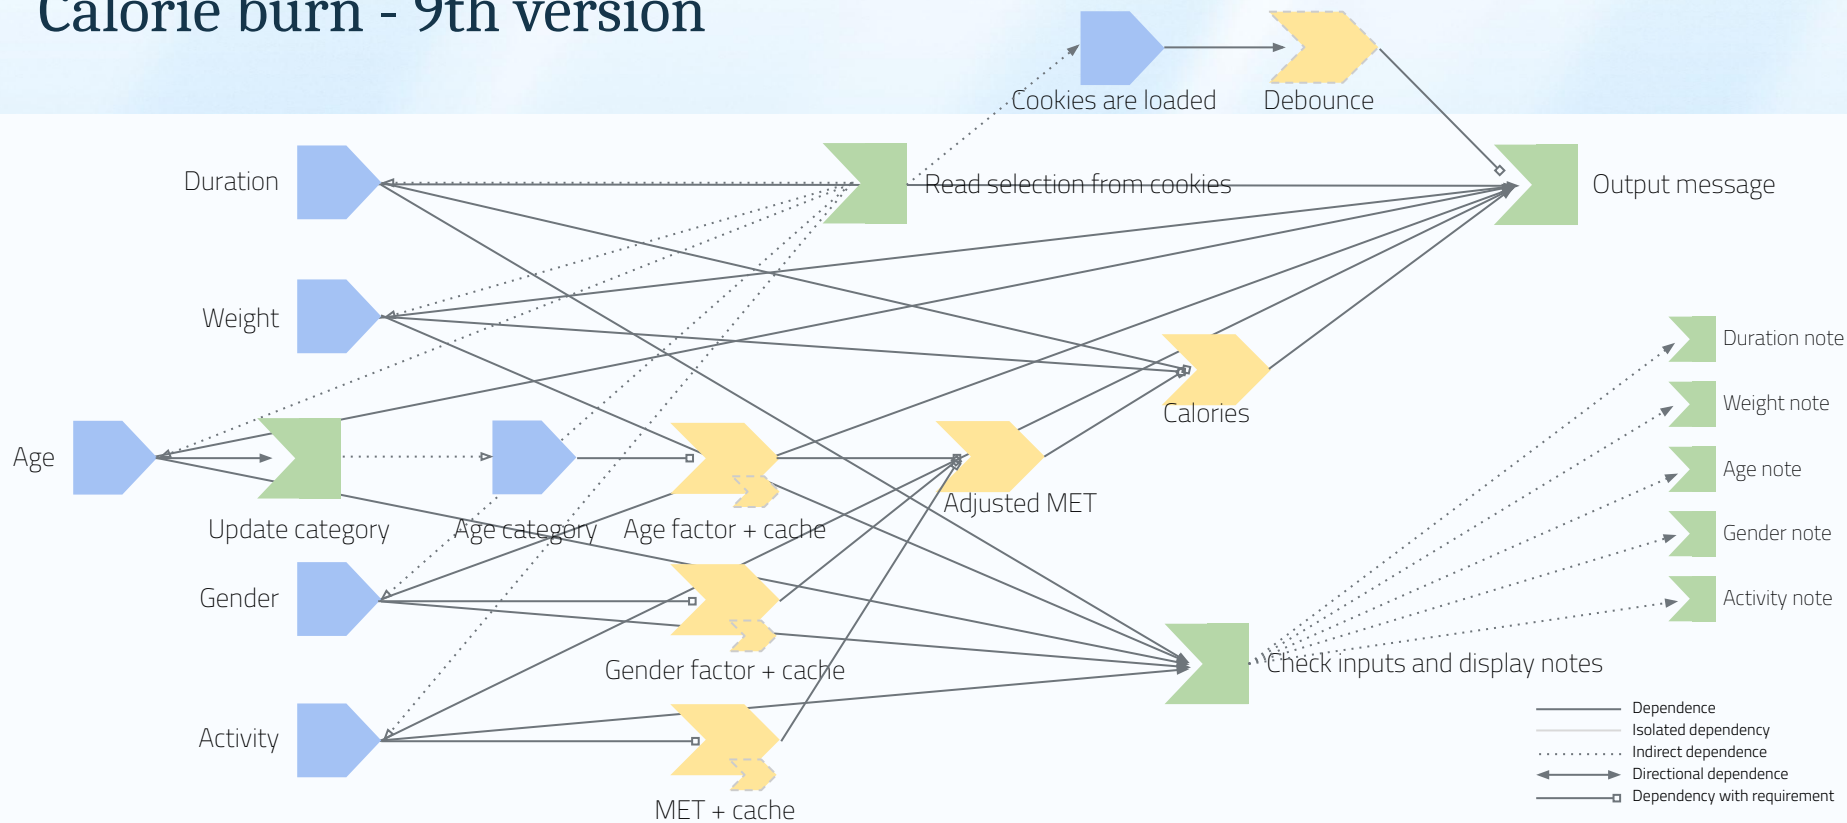 Calorie burn - 9th version
Cookies are loaded
Debounce
Duration
Read selection from cookies
Output message
Weight
Duration note
Weight note
Calories
Age
Age note
Adjusted MET
Update category
Age category
Age factor + cache
Gender note
Gender
Activity note
Gender factor + cache
Check inputs and display notes
Activity
MET + cache
Dependence
Isolated dependency
Indirect dependence
Directional dependence
Dependency with requirement